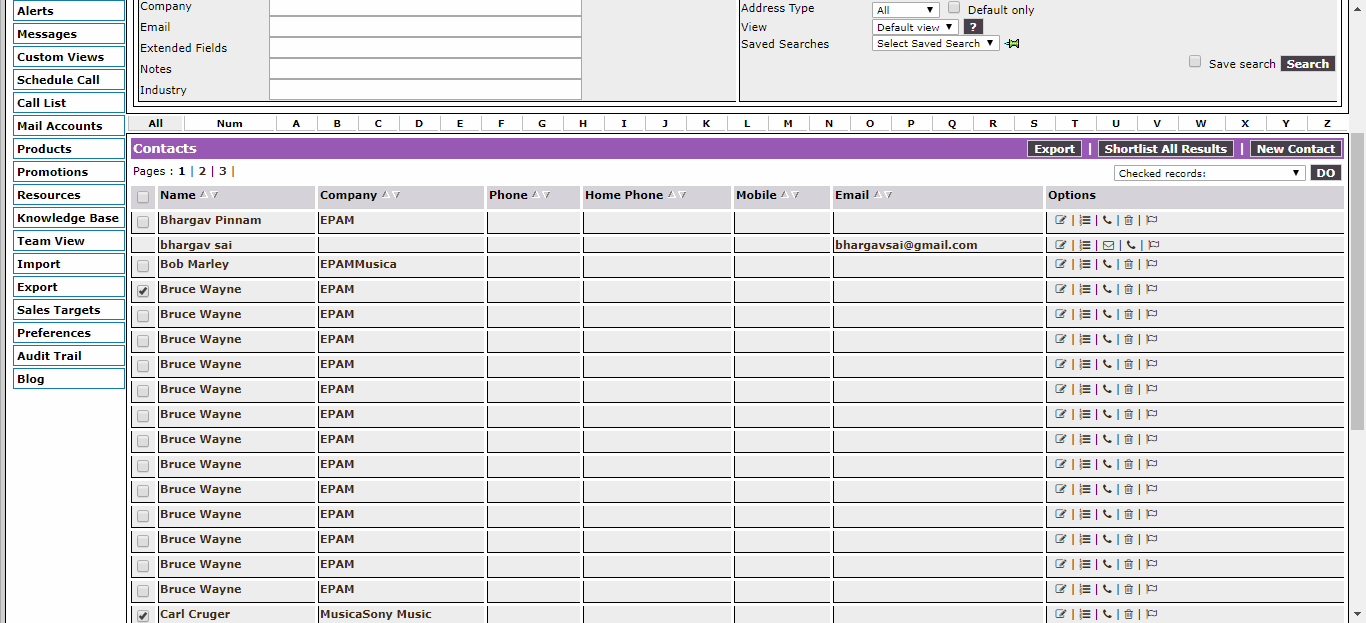 Alerts
Messages
Custom Views
Schedule Call
Call List
Mail Accounts
Products
Promotions
Resources
Knowledge Base
Team View
Import
Export
Sales Targets
Preferences
Audit Trail
Blog
Company
Email
Extended Fields
Notes
Industry
Address Type All Default only
View Default view ?
Saved Searches Select Saved Search
Save search Search
All Num A B C D E F G H I J K L M N O P Q R S T U V W X Y Z
Contacts Export | Shortlist All Results | New Contact
Pages : 1 | 2 | 3 | Checked records: DO
Name Company Phone Home Phone Mobile Email Options
Bhargav Pinnam EPAM | | | |
bhargav sai bhargavsai@gmail.com | | | |
Bob Marley EPAMMusica | | | |
Bruce Wayne EPAM | | | |
Bruce Wayne EPAM | | | |
Bruce Wayne EPAM | | | |
Bruce Wayne EPAM | | | |
Bruce Wayne EPAM | | | |
Bruce Wayne EPAM | | | |
Bruce Wayne EPAM | | | |
Bruce Wayne EPAM | | | |
Bruce Wayne EPAM | | | |
Bruce Wayne EPAM | | | |
Bruce Wayne EPAM | | | |
Bruce Wayne EPAM | | | |
Bruce Wayne EPAM | | | |
Carl Cruger MusicaSony Music | | | |